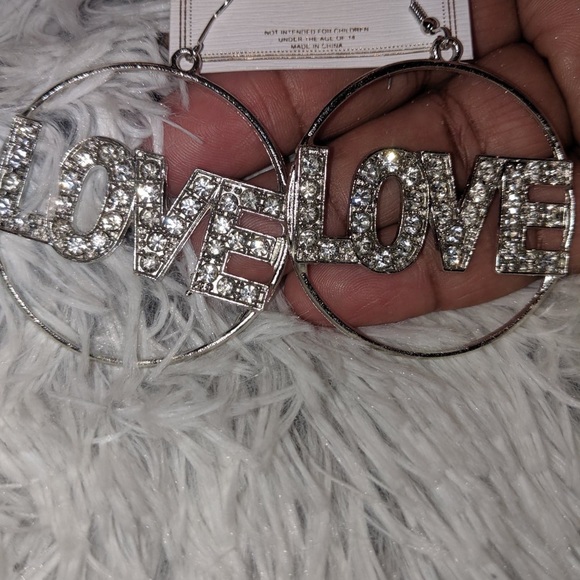 NOT INTENDED FOR CHILDREN
UNDER THE AGE OF 14
MADE IN CHINA
LOVE LOVE